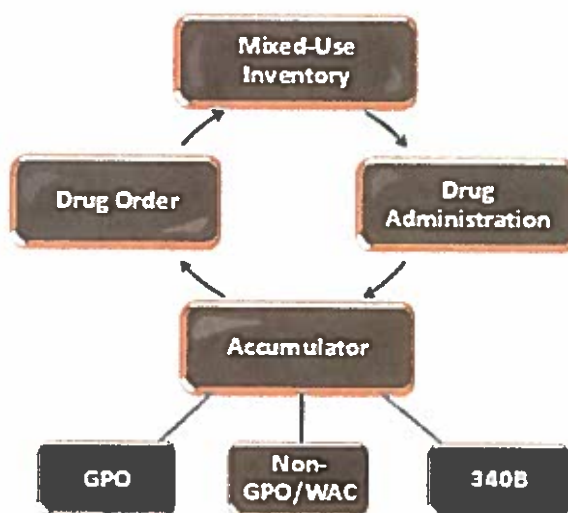 Mixed-Use
Inventory
Drug Order
Drug
Administration
Accumulator
GPO
Non-
GPO/WAC
340B